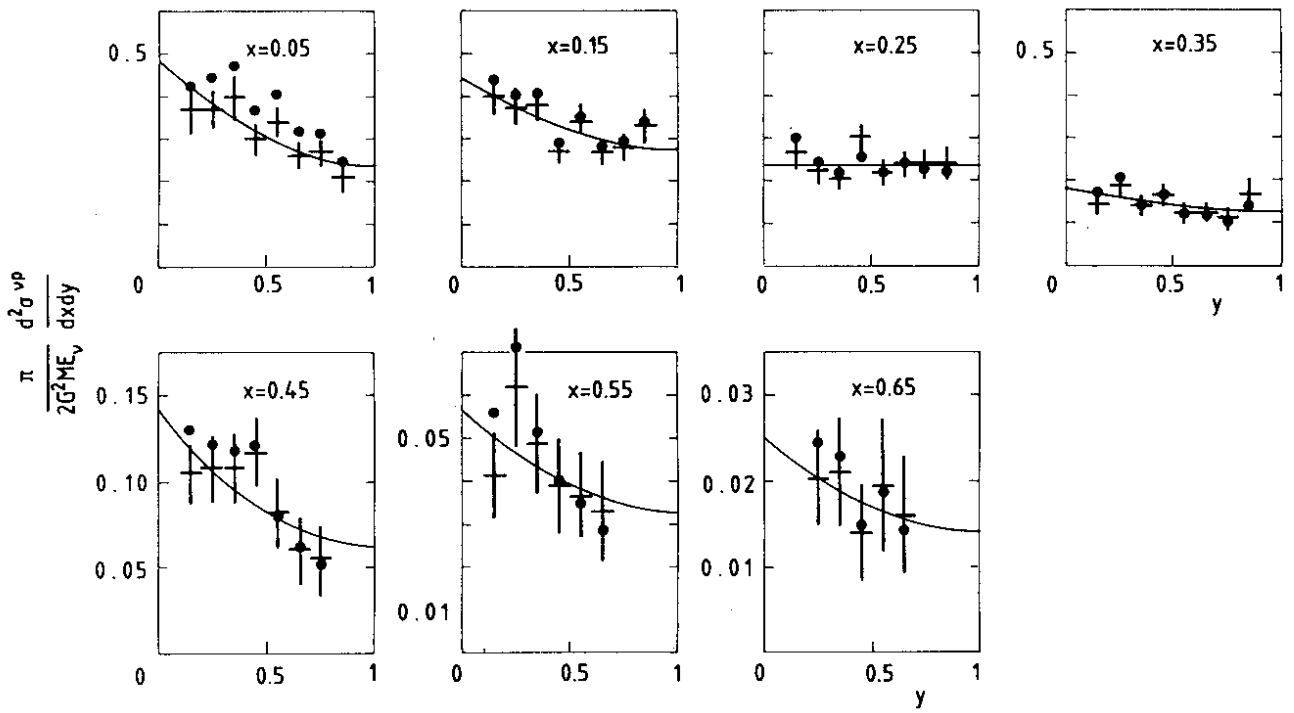 0.5 x=0.05 x=0.15 x=0.25 0.5 x=0.35
0 0.5 1 0 0.5 1 0 0.5 1 0 0.5 1
y
π/2G²MEν d²σ^νp/dxdy
0.15 x=0.45 x=0.55 0.03 x=0.65
0.10 0.05 0.02
0.05 0.01 0.01
0 0.5 1 0 0.5 1 0 0.5 1
y